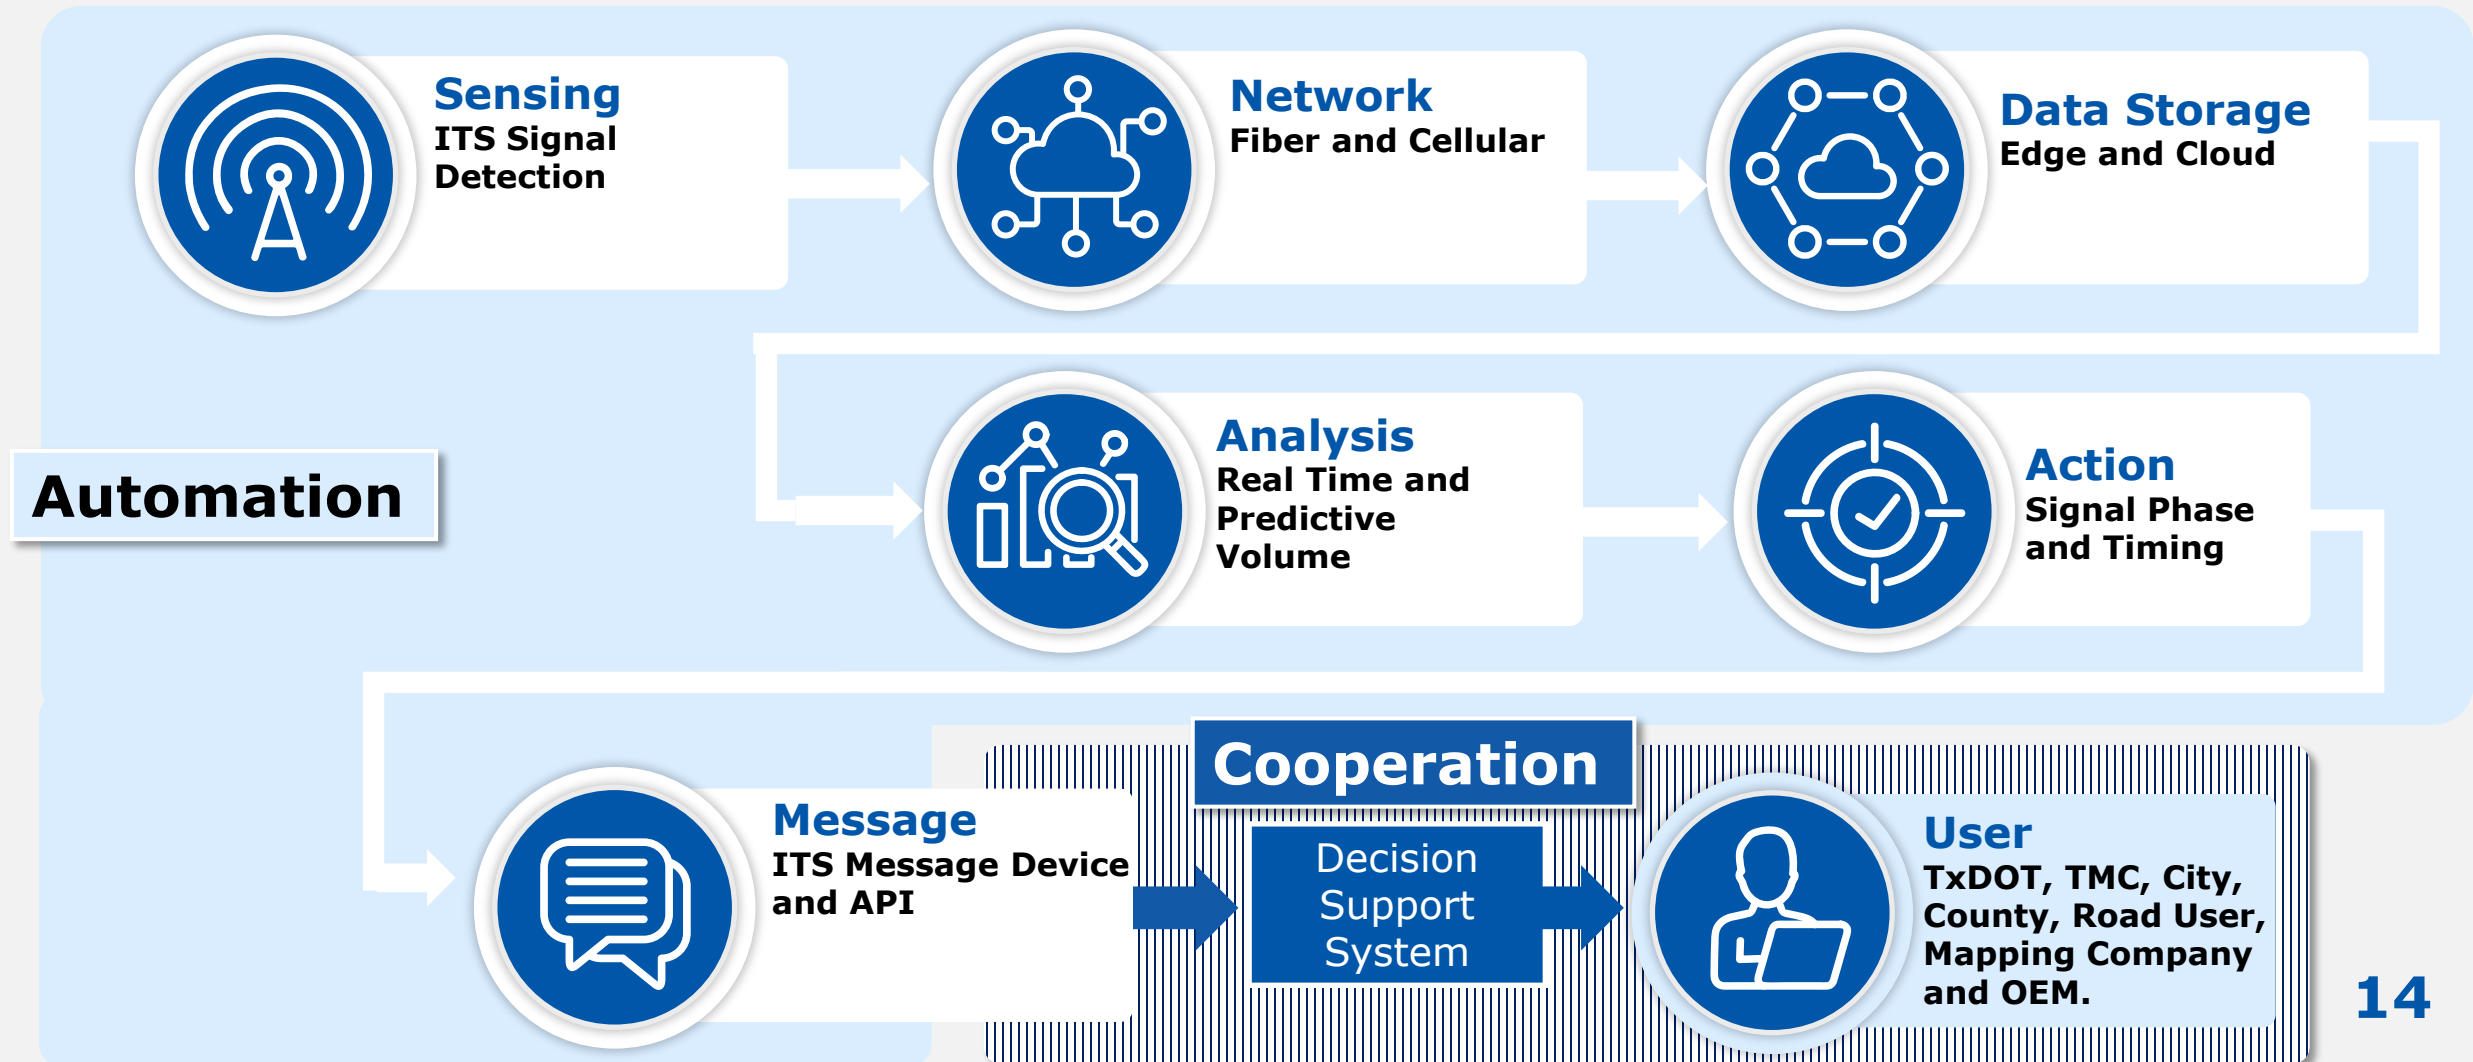 Sensing
ITS Signal
Detection
Network
Fiber and Cellular
Data Storage
Edge and Cloud
Automation
Analysis
Real Time and
Predictive
Volume
Action
Signal Phase
and Timing
Message
ITS Message Device
and API
Cooperation
Decision
Support
System
User
TxDOT, TMC, City,
County, Road User,
Mapping Company
and OEM.
14